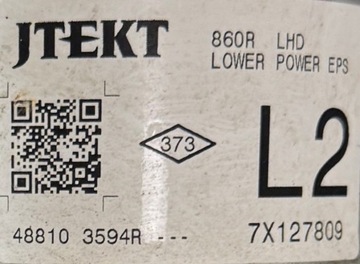 JTEKT
860R LHD
LOWER POWER EPS
373
L2
48810 3594R ---
7X127809